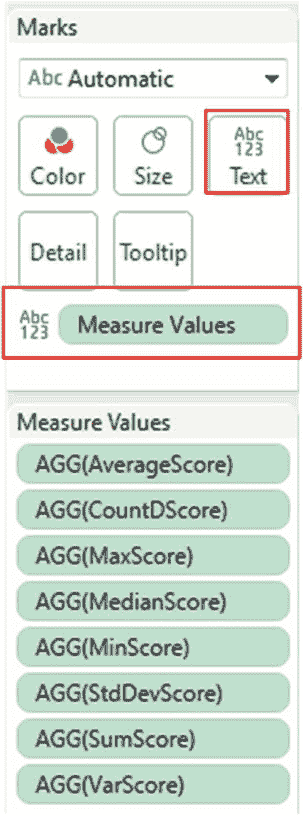 Marks
Abc Automatic
Abc
123
Color Size Text
Detail Tooltip
Abc
123
Measure Values
Measure Values
AGG(AverageScore)
AGG(CountDScore)
AGG(MaxScore)
AGG(MedianScore)
AGG(MinScore)
AGG(StdDevScore)
AGG(SumScore)
AGG(VarScore)